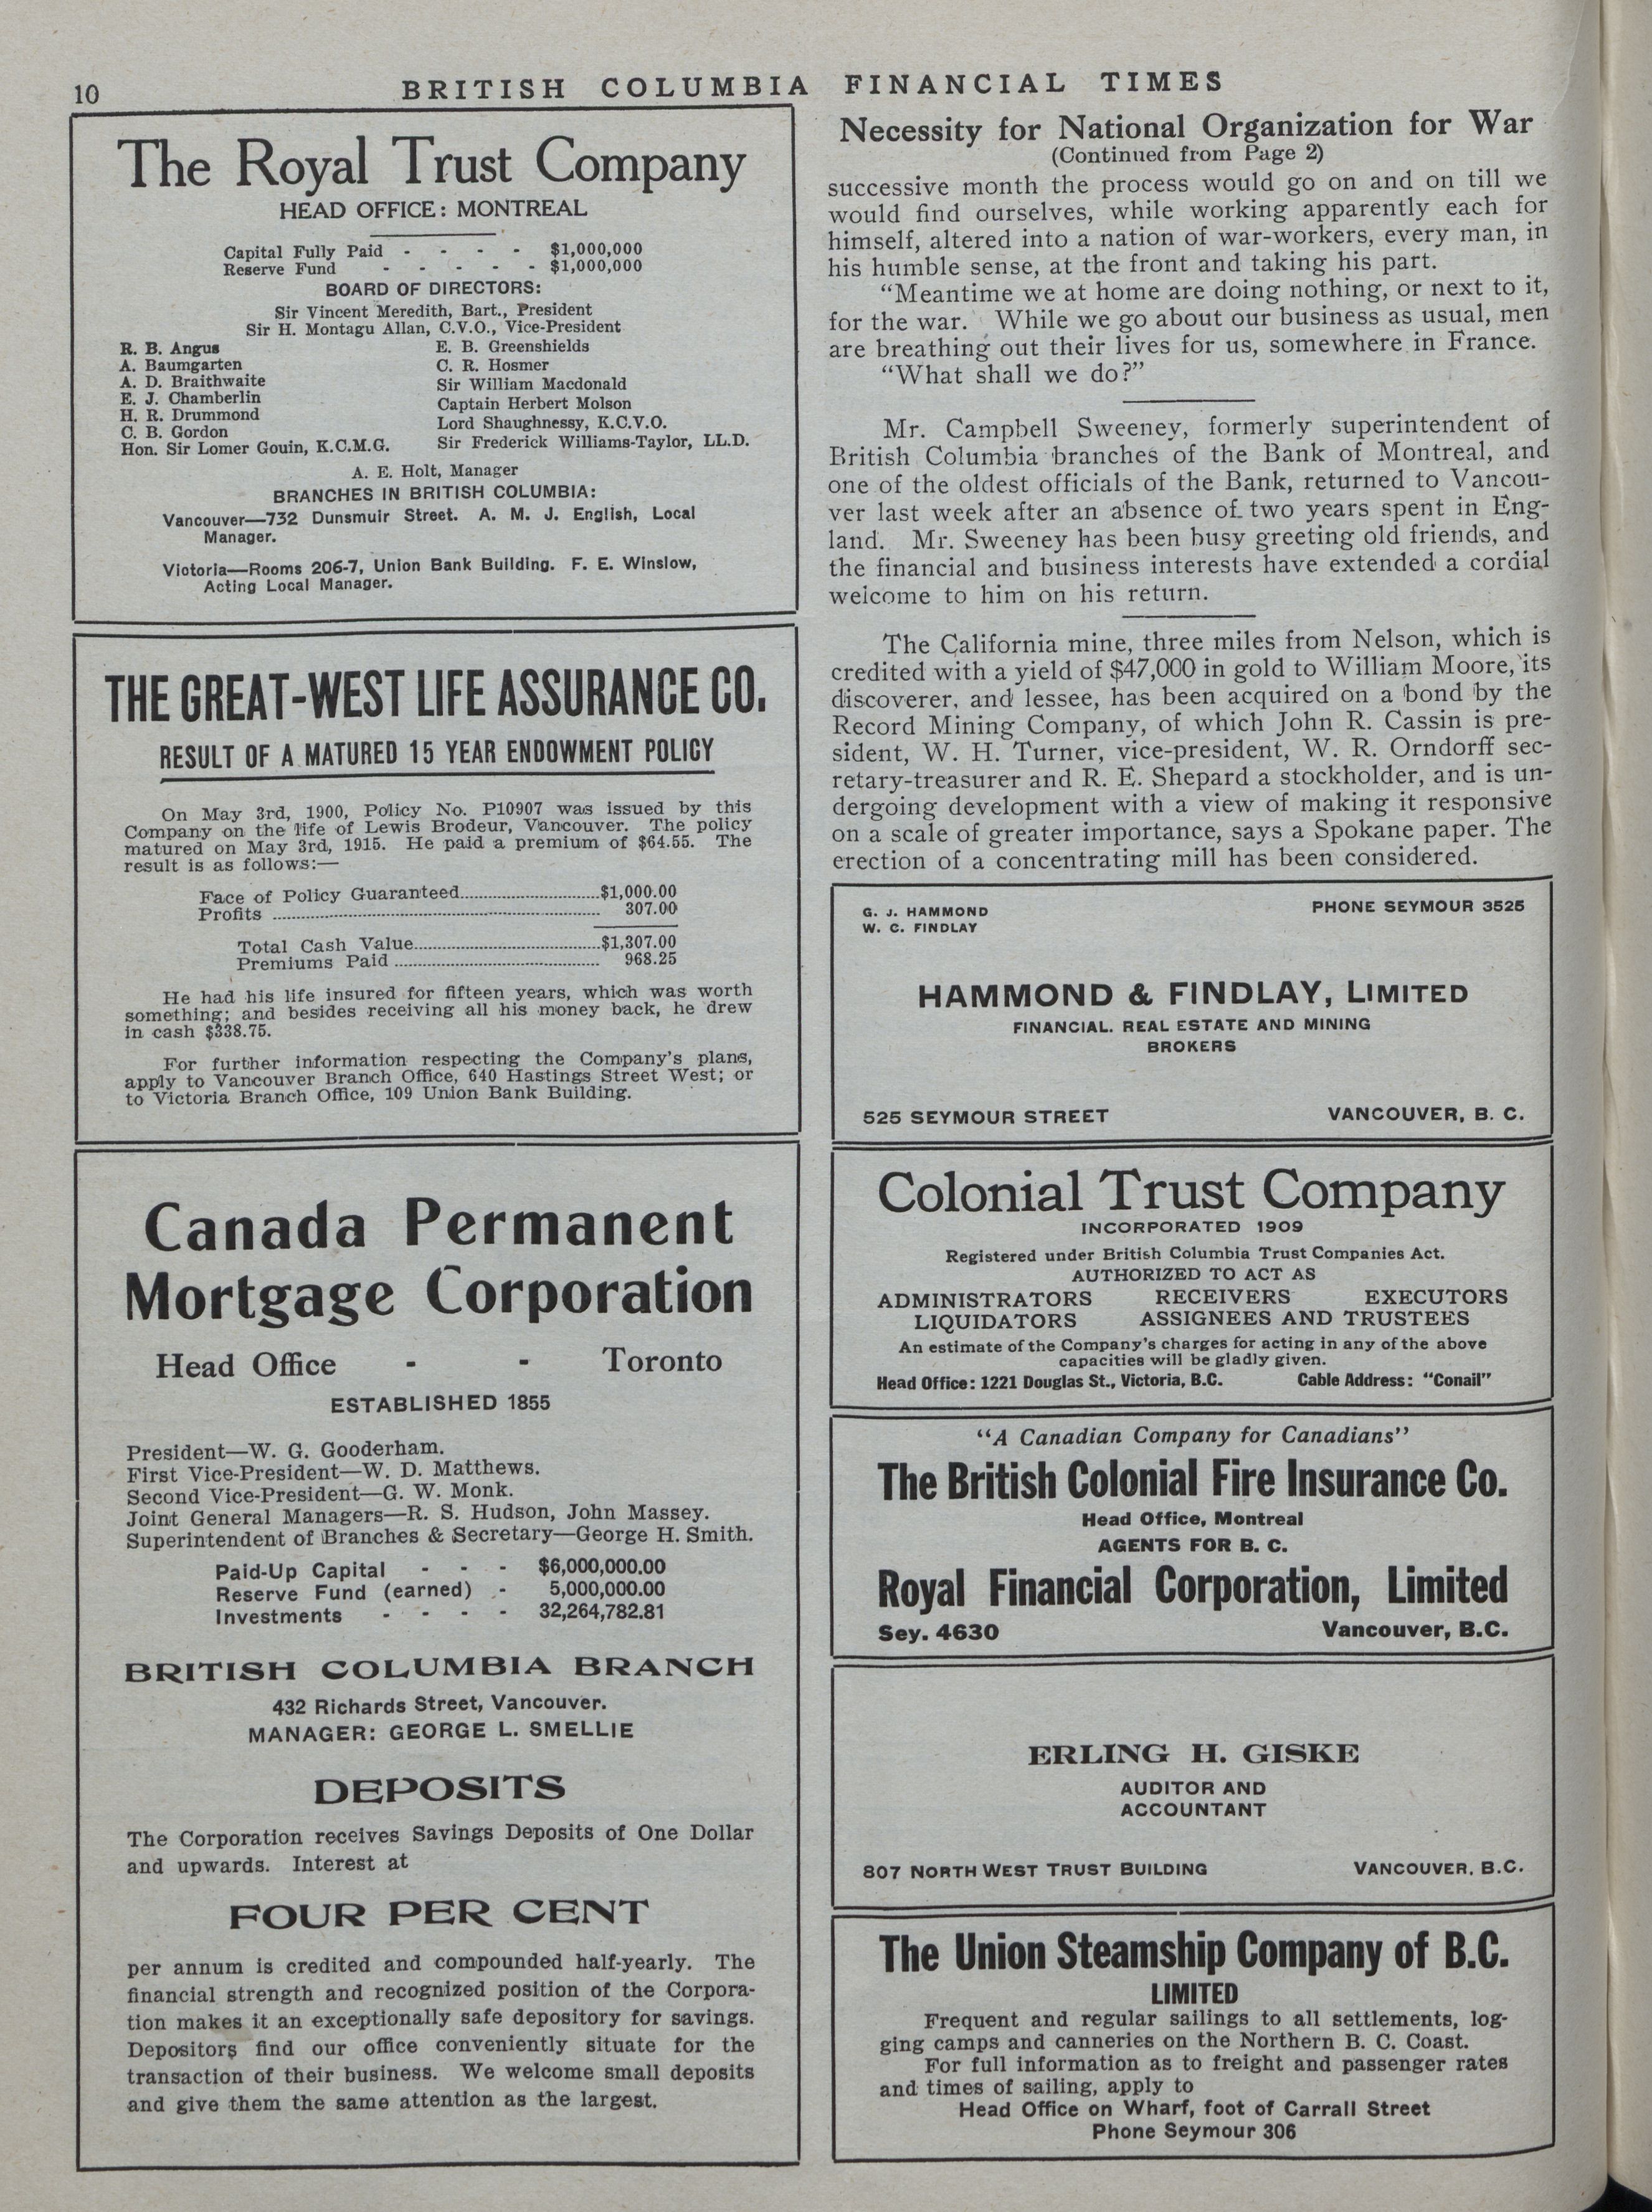 10
BRITISH COLUMBIA FINANCIAL TIMES
The Royal Trust Company
HEAD OFFICE: MONTREAL
Capital Fully Paid - - - - $1,000,000
Reserve Fund - - - - - $1,000,000
BOARD OF DIRECTORS:
Sir Vincent Meredith, Bart., President
Sir H. Montagu Allan, C.V.O., Vice-President
R. B. Angus
A. Baumgarten
A. D. Braithwaite
E. J. Chamberlin
H. R. Drummond
C. B. Gordon
Hon. Sir Lomer Gouin, K.C.M.G.
E. B. Greenshields
C. R. Hosmer
Sir William Macdonald
Captain Herbert Molson
Lord Shaughnessy, K.C.V.O.
Sir Frederick Williams-Taylor, LL.D.
A. E. Holt, Manager
BRANCHES IN BRITISH COLUMBIA:
Vancouver—732 Dunsmuir Street. A. M. J. English, Local
Manager.
Victoria—Rooms 206-7, Union Bank Building. F. E. Winslow,
Acting Local Manager.
THE GREAT-WEST LIFE ASSURANCE CO.
RESULT OF A MATURED 15 YEAR ENDOWMENT POLICY
On May 3rd, 1900, Policy No. P10907 was issued by this
Company on the life of Lewis Brodeur, Vancouver. The policy
matured on May 3rd, 1915. He paid a premium of $64.55. The
result is as follows:—
Face of Policy Guaranteed..............................$1,000.00
Profits .............................. 307.00
Total Cash Value..............................$1,307.00
Premiums Paid .............................. 968.25
He had his life insured for fifteen years, which was worth
something; and besides receiving all his money back, he drew
in cash $338.75.
For further information respecting the Company's plans,
apply to Vancouver Branch Office, 640 Hastings Street West; or
to Victoria Branch Office, 109 Union Bank Building.
Canada Permanent
Mortgage Corporation
Head Office - - Toronto
ESTABLISHED 1855
President—W. G. Gooderham.
First Vice-President—W. D. Matthews.
Second Vice-President—G. W. Monk.
Joint General Managers—R. S. Hudson, John Massey.
Superintendent of Branches & Secretary—George H. Smith.
Paid-Up Capital - - - $6,000,000.00
Reserve Fund (earned) - 5,000,000.00
Investments - - - - 32,264,782.81
BRITISH COLUMBIA BRANCH
432 Richards Street, Vancouver.
MANAGER: GEORGE L. SMELLIE
DEPOSITS
The Corporation receives Savings Deposits of One Dollar
and upwards. Interest at
FOUR PER CENT
per annum is credited and compounded half-yearly. The
financial strength and recognized position of the Corpora-
tion makes it an exceptionally safe depository for savings.
Depositors find our office conveniently situate for the
transaction of their business. We welcome small deposits
and give them the same attention as the largest.
Necessity for National Organization for War
(Continued from Page 2)
successive month the process would go on and on till we
would find ourselves, while working apparently each for
himself, altered into a nation of war-workers, every man, in
his humble sense, at the front and taking his part.
"Meantime we at home are doing nothing, or next to it,
for the war. While we go about our business as usual, men
are breathing out their lives for us, somewhere in France.
"What shall we do?"
Mr. Campbell Sweeney, formerly superintendent of
British Columbia branches of the Bank of Montreal, and
one of the oldest officials of the Bank, returned to Vancou-
ver last week after an absence of two years spent in Eng-
land. Mr. Sweeney has been busy greeting old friends, and
the financial and business interests have extended a cordial
welcome to him on his return.
The California mine, three miles from Nelson, which is
credited with a yield of $47,000 in gold to William Moore, its
discoverer, and lessee, has been acquired on a bond by the
Record Mining Company, of which John R. Cassin is pre-
sident, W. H. Turner, vice-president, W. R. Orndorff sec-
retary-treasurer and R. E. Shepard a stockholder, and is un-
dergoing development with a view of making it responsive
on a scale of greater importance, says a Spokane paper. The
erection of a concentrating mill has been considered.
G. J. HAMMOND
W. C. FINDLAY
PHONE SEYMOUR 3525
HAMMOND & FINDLAY, LIMITED
FINANCIAL. REAL ESTATE AND MINING
BROKERS
525 SEYMOUR STREET VANCOUVER, B. C.
Colonial Trust Company
INCORPORATED 1909
Registered under British Columbia Trust Companies Act.
AUTHORIZED TO ACT AS
ADMINISTRATORS RECEIVERS EXECUTORS
LIQUIDATORS ASSIGNEES AND TRUSTEES
An estimate of the Company's charges for acting in any of the above
capacities will be gladly given.
Head Office: 1221 Douglas St., Victoria, B.C. Cable Address: "Conail"
"A Canadian Company for Canadians"
The British Colonial Fire Insurance Co.
Head Office, Montreal
AGENTS FOR B. C.
Royal Financial Corporation, Limited
Sey. 4630 Vancouver, B.C.
ERLING H. GISKE
AUDITOR AND
ACCOUNTANT
807 NORTH WEST TRUST BUILDING VANCOUVER. B.C.
The Union Steamship Company of B.C.
LIMITED
Frequent and regular sailings to all settlements, log-
ging camps and canneries on the Northern B. C. Coast.
For full information as to freight and passenger rates
and times of sailing, apply to
Head Office on Wharf, foot of Carrall Street
Phone Seymour 306